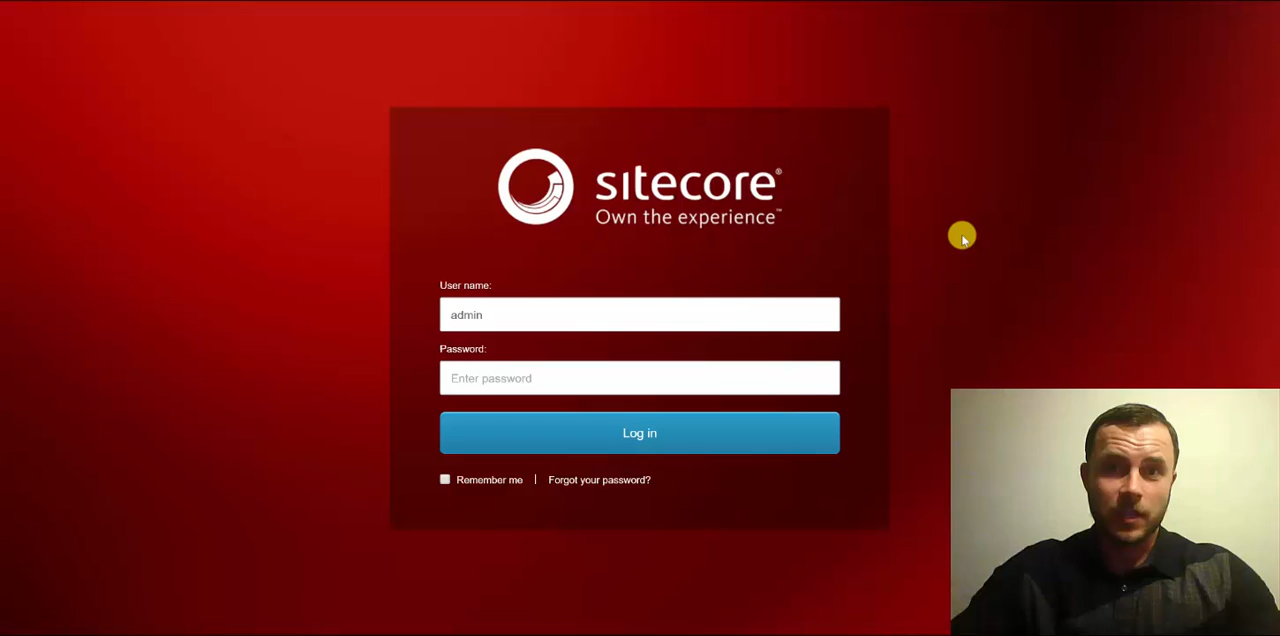 sitecore®
Own the experience™
User name:
admin
Password:
Enter password
Log in
Remember me | Forgot your password?